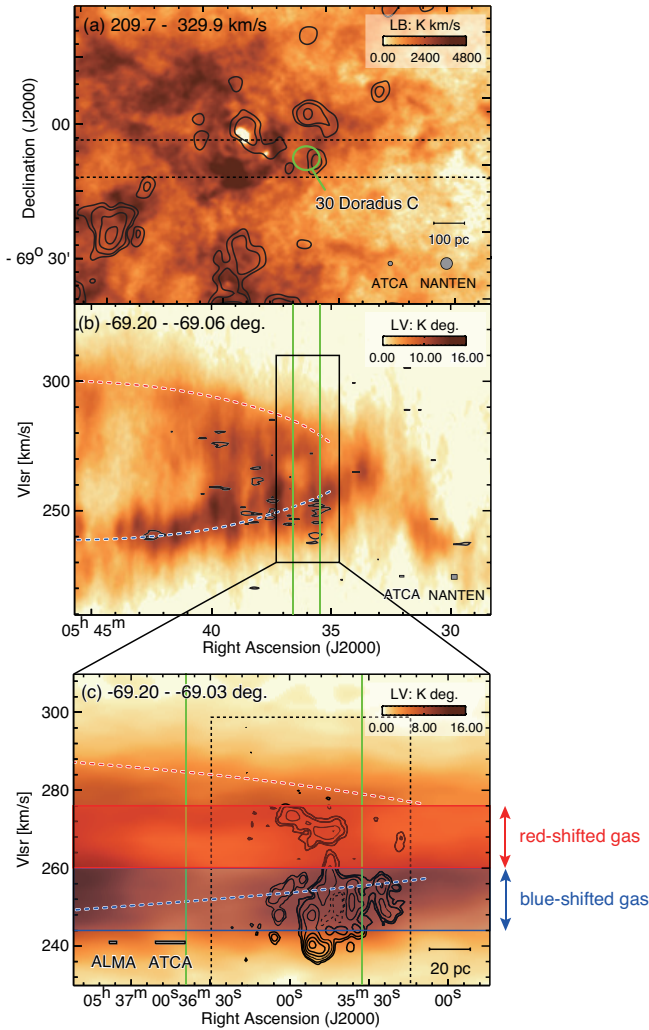 (a) 209.7 - 329.9 km/s
LB: K km/s
0.00 2400 4800
Declination (J2000)
00
- 69° 30'
30 Doradus C
100 pc
ATCA NANTEN
(b) -69.20 - -69.06 deg.
LV: K deg.
0.00 10.00 16.00
Vlsr [km/s]
300
250
ATCA NANTEN
05h 45m 40 35 30
Right Ascension (J2000)
(c) -69.20 - -69.03 deg.
LV: K deg.
0.00 8.00 16.00
Vlsr [km/s]
300
280
260
240
red-shifted gas
blue-shifted gas
ALMA ATCA
20 pc
05h 37m 00s 36m 30s 00s 35m 30s 00s
Right Ascension (J2000)